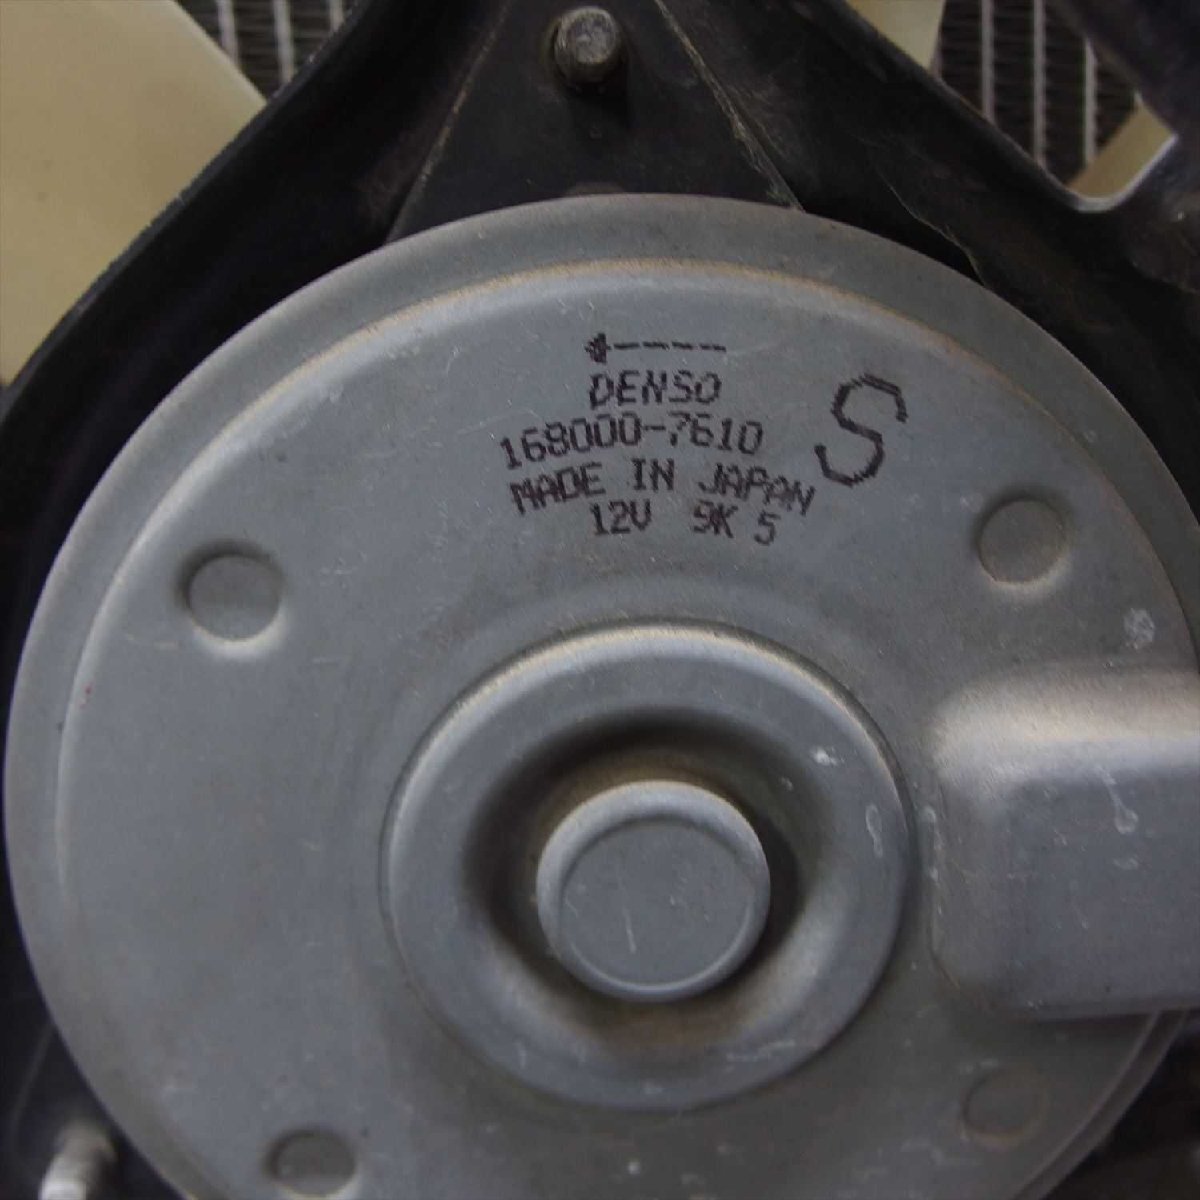 DENSO
168000-7610
S
MADE IN JAPAN
12V 9K 5